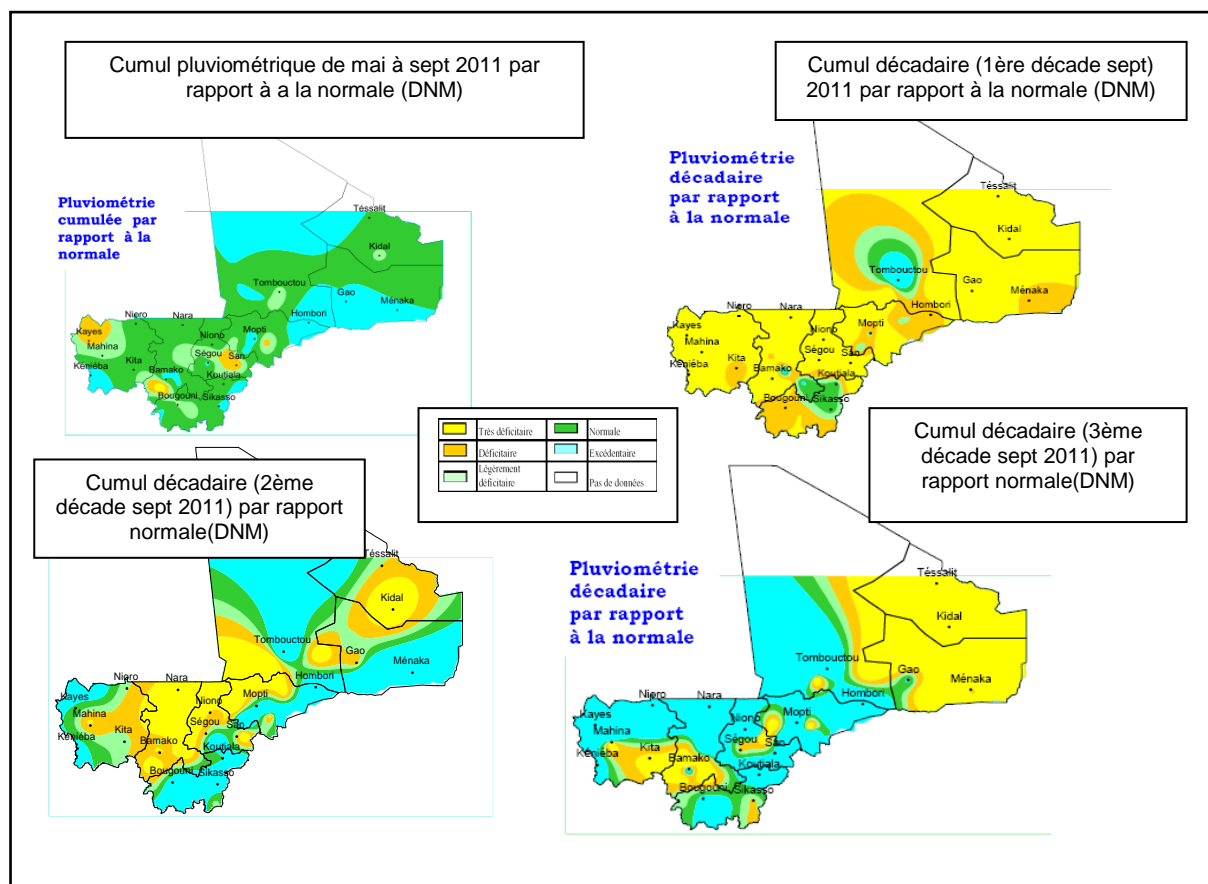 Cumul pluviométrique de mai à sept 2011 par
rapport à a la normale (DNM)
Cumul décadaire (1ère décade sept)
2011 par rapport à la normale (DNM)
Pluviométrie
cumulée par
rapport à la
normale
Téssalit
Kidal
Tombouctou
Gao
Ménaka
Hombori
Nioro
Nara
Niono
Mopti
Kayes
Mahina
Kéniéba
Kita
Ségou
San
Bamako
Koutiala
Bougouni
Sikasso
Pluviométrie
décadaire
par rapport
à la normale
Téssalit
Kidal
Tombouctou
Gao
Ménaka
Hombori
Nioro
Nara
Niono
Mopti
Kayes
Mahina
Kéniéba
Kita
Ségou
San
Bamako
Koutiala
Bougouni
Sikasso
Très déficitaire
Normale
Déficitaire
Excédentaire
Légèrement
déficitaire
Pas de données
Cumul décadaire (2ème
décade sept 2011) par rapport
normale(DNM)
Cumul décadaire (3ème
décade sept 2011) par
rapport normale(DNM)
Téssalit
Kidal
Tombouctou
Gao
Ménaka
Hombori
Nioro
Nara
Niono
Mopti
Kayes
Mahina
Kéniéba
Kita
Ségou
San
Bamako
Koutiala
Bougouni
Sikasso
Pluviométrie
décadaire
par rapport
à la normale
Téssalit
Kidal
Tombouctou
Gao
Ménaka
Hombori
Nioro
Nara
Niono
Mopti
Kayes
Mahina
Kéniéba
Kita
Ségou
San
Bamako
Koutiala
Bougouni
Sikasso